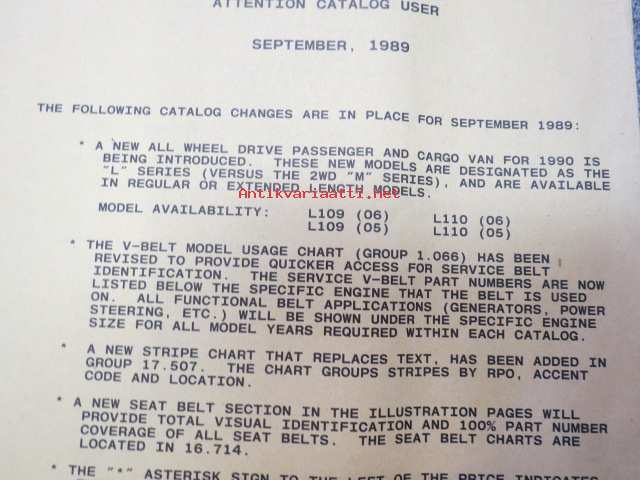 ATTENTION CATALOG USER
SEPTEMBER, 1989
THE FOLLOWING CATALOG CHANGES ARE IN PLACE FOR SEPTEMBER 1989:
* A NEW ALL WHEEL DRIVE PASSENGER AND CARGO VAN FOR 1990 IS
BEING INTRODUCED. THESE NEW MODELS ARE DESIGNATED AS THE
"L" SERIES (VERSUS THE 2WD "M" SERIES), AND ARE AVAILABLE
IN REGULAR OR EXTENDED LENGTH MODELS.
Antikvariaatti.net
MODEL AVAILABILITY: L109 (06) L110 (06)
L109 (05) L110 (05)
* THE V-BELT MODEL USAGE CHART (GROUP 1.066) HAS BEEN
REVISED TO PROVIDE QUICKER ACCESS FOR SERVICE BELT
IDENTIFICATION. THE SERVICE V-BELT PART NUMBERS ARE NOW
LISTED BELOW THE SPECIFIC ENGINE THAT THE BELT IS USED
ON. ALL FUNCTIONAL BELT APPLICATIONS (GENERATORS, POWER
STEERING, ETC.) WILL BE SHOWN UNDER THE SPECIFIC ENGINE
SIZE FOR ALL MODEL YEARS REQUIRED WITHIN EACH CATALOG.
* A NEW STRIPE CHART THAT REPLACES TEXT, HAS BEEN ADDED IN
GROUP 17.507. THE CHART GROUPS STRIPES BY RPO, ACCENT
CODE AND LOCATION.
* A NEW SEAT BELT SECTION IN THE ILLUSTRATION PAGES WILL
PROVIDE TOTAL VISUAL IDENTIFICATION AND 100% PART NUMBER
COVERAGE OF ALL SEAT BELTS. THE SEAT BELT CHARTS ARE
LOCATED IN 16.714.
* THE "*" ASTERISK SIGN TO THE LEFT OF THE PRICE INDICATES